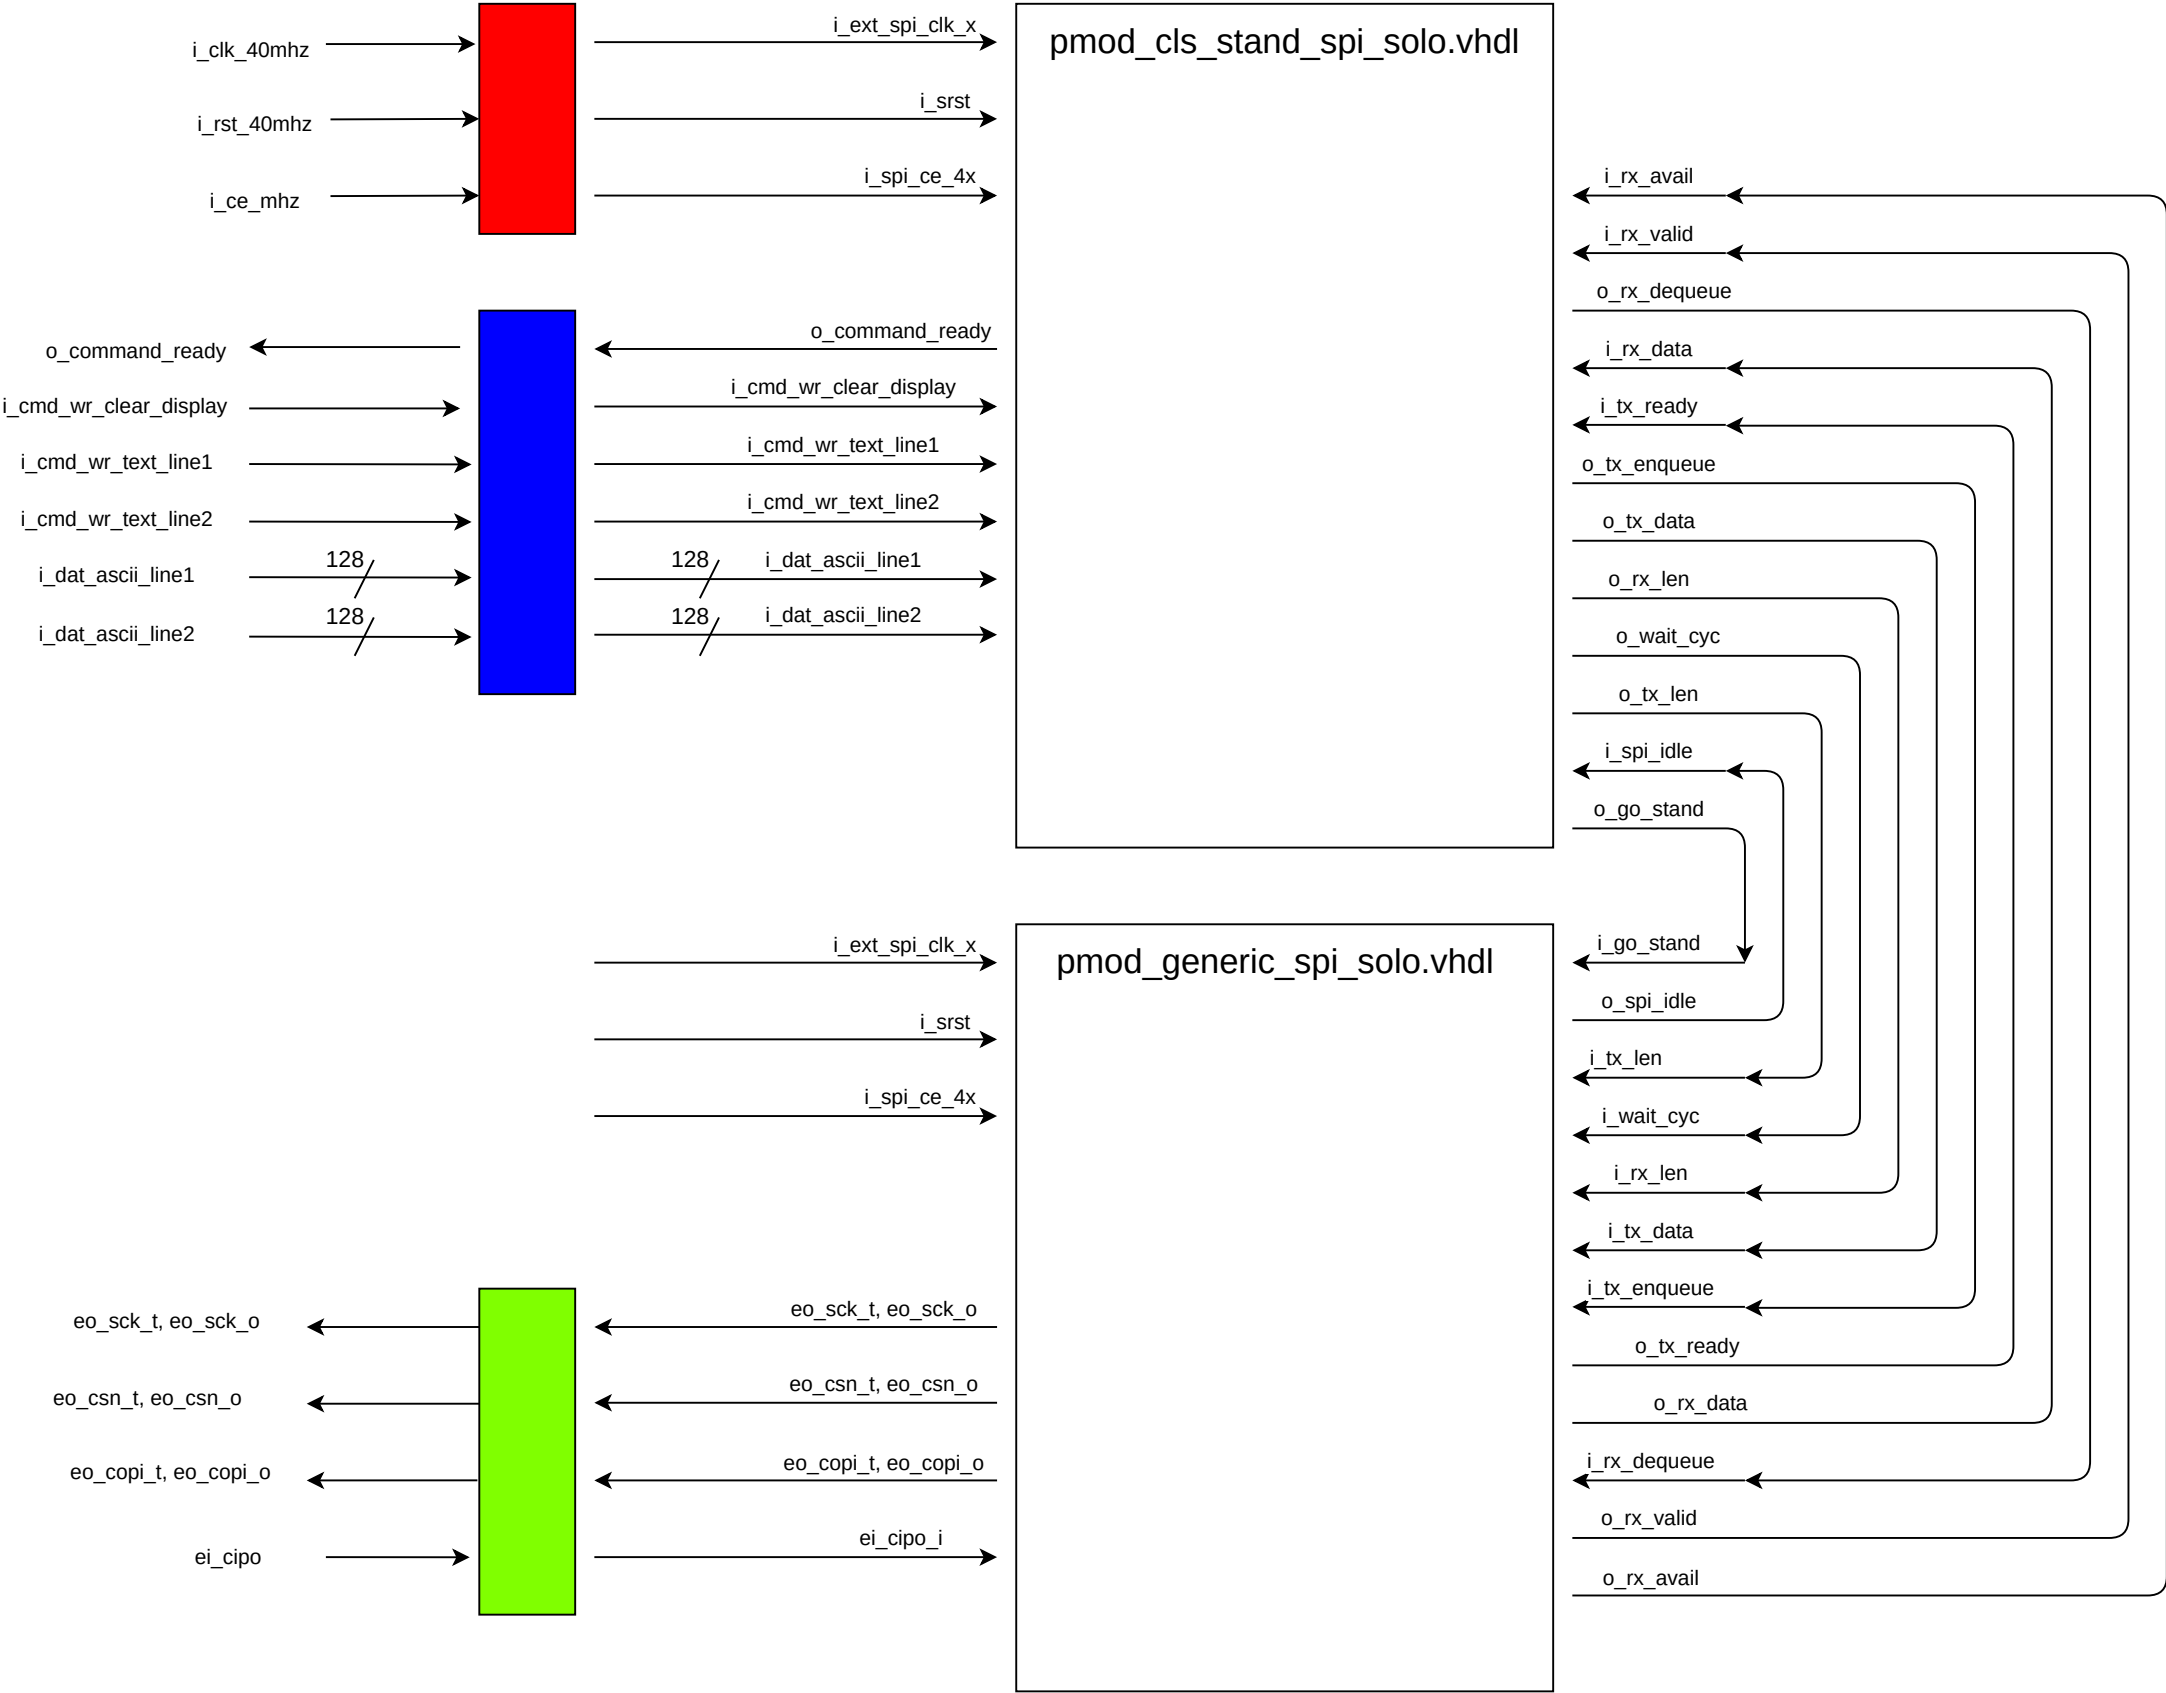 i_clk_40mhz
i_rst_40mhz
i_ce_mhz
i_ext_spi_clk_x
i_srst
i_spi_ce_4x
pmod_cls_stand_spi_solo.vhdl
o_command_ready
i_cmd_wr_clear_display
i_cmd_wr_text_line1
i_cmd_wr_text_line2
128
i_dat_ascii_line1
128
i_dat_ascii_line2
o_command_ready
i_cmd_wr_clear_display
i_cmd_wr_text_line1
i_cmd_wr_text_line2
128
i_dat_ascii_line1
128
i_dat_ascii_line2
i_rx_avail
i_rx_valid
o_rx_dequeue
i_rx_data
i_tx_ready
o_tx_enqueue
o_tx_data
o_rx_len
o_wait_cyc
o_tx_len
i_spi_idle
o_go_stand
i_ext_spi_clk_x
i_srst
i_spi_ce_4x
pmod_generic_spi_solo.vhdl
eo_sck_t, eo_sck_o
eo_csn_t, eo_csn_o
eo_copi_t, eo_copi_o
ei_cipo
eo_sck_t, eo_sck_o
eo_csn_t, eo_csn_o
eo_copi_t, eo_copi_o
ei_cipo_i
i_go_stand
o_spi_idle
i_tx_len
i_wait_cyc
i_rx_len
i_tx_data
i_tx_enqueue
o_tx_ready
o_rx_data
i_rx_dequeue
o_rx_valid
o_rx_avail